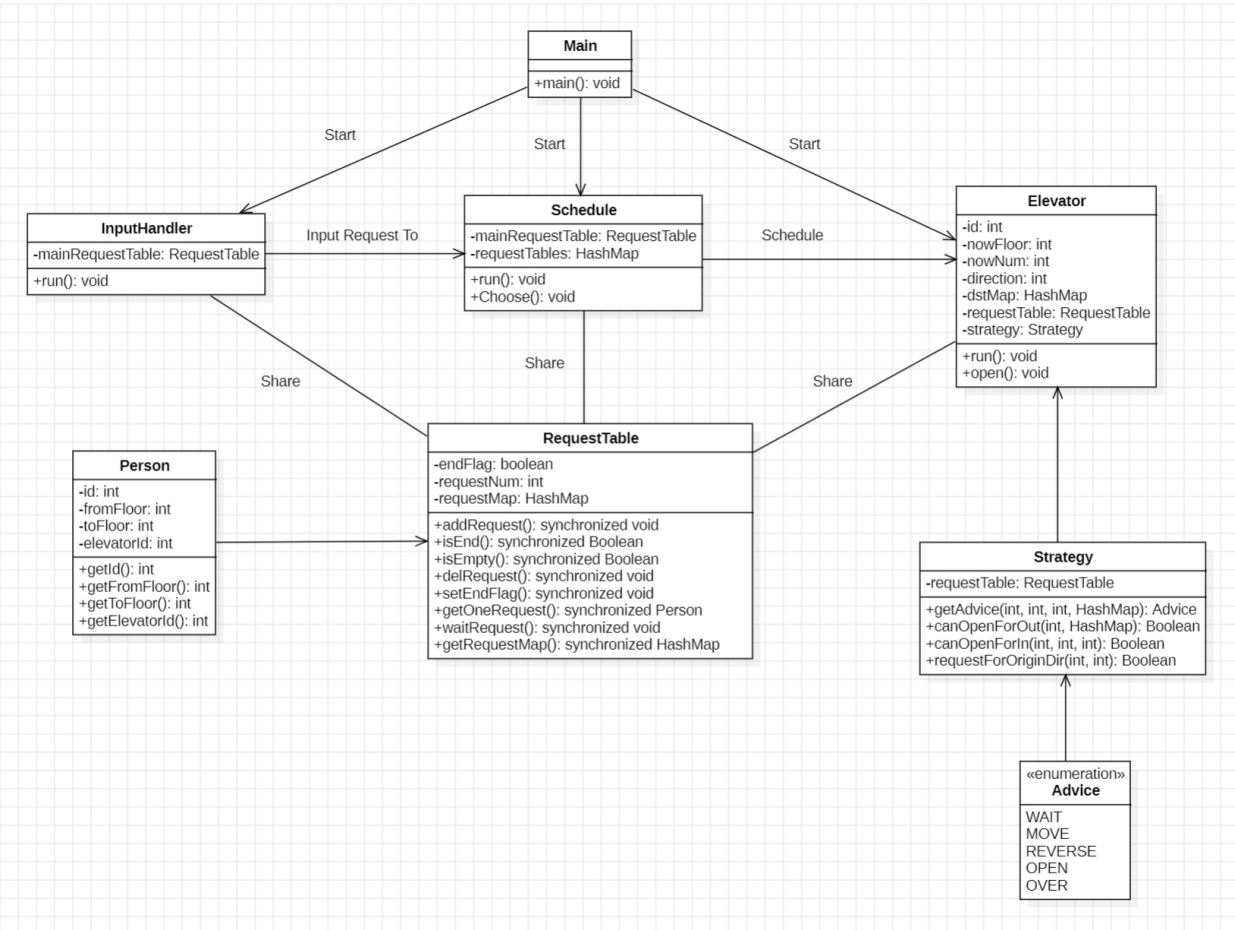 Main
+main(): void
Start
Start
Start
InputHandler
-mainRequestTable: RequestTable
+run(): void
Input Request To
Schedule
-mainRequestTable: RequestTable
-requestTables: HashMap
+run(): void
+Choose(): void
Schedule
Elevator
-id: int
-nowFloor: int
-nowNum: int
-direction: int
-dstMap: HashMap
-requestTable: RequestTable
-strategy: Strategy
+run(): void
+open(): void
Share
Share
Share
Person
-id: int
-fromFloor: int
-toFloor: int
-elevatorId: int
+getId(): int
+getFromFloor(): int
+getToFloor(): int
+getElevatorId(): int
RequestTable
-endFlag: boolean
-requestNum: int
-requestMap: HashMap
+addRequest(): synchronized void
+isEnd(): synchronized Boolean
+isEmpty(): synchronized Boolean
+delRequest(): synchronized void
+setEndFlag(): synchronized void
+getOneRequest(): synchronized Person
+waitRequest(): synchronized void
+getRequestMap(): synchronized HashMap
Strategy
-requestTable: RequestTable
+getAdvice(int, int, int, HashMap): Advice
+canOpenForOut(int, HashMap): Boolean
+canOpenForIn(int, int, int): Boolean
+requestForOriginDir(int, int): Boolean
«enumeration»
Advice
WAIT
MOVE
REVERSE
OPEN
OVER